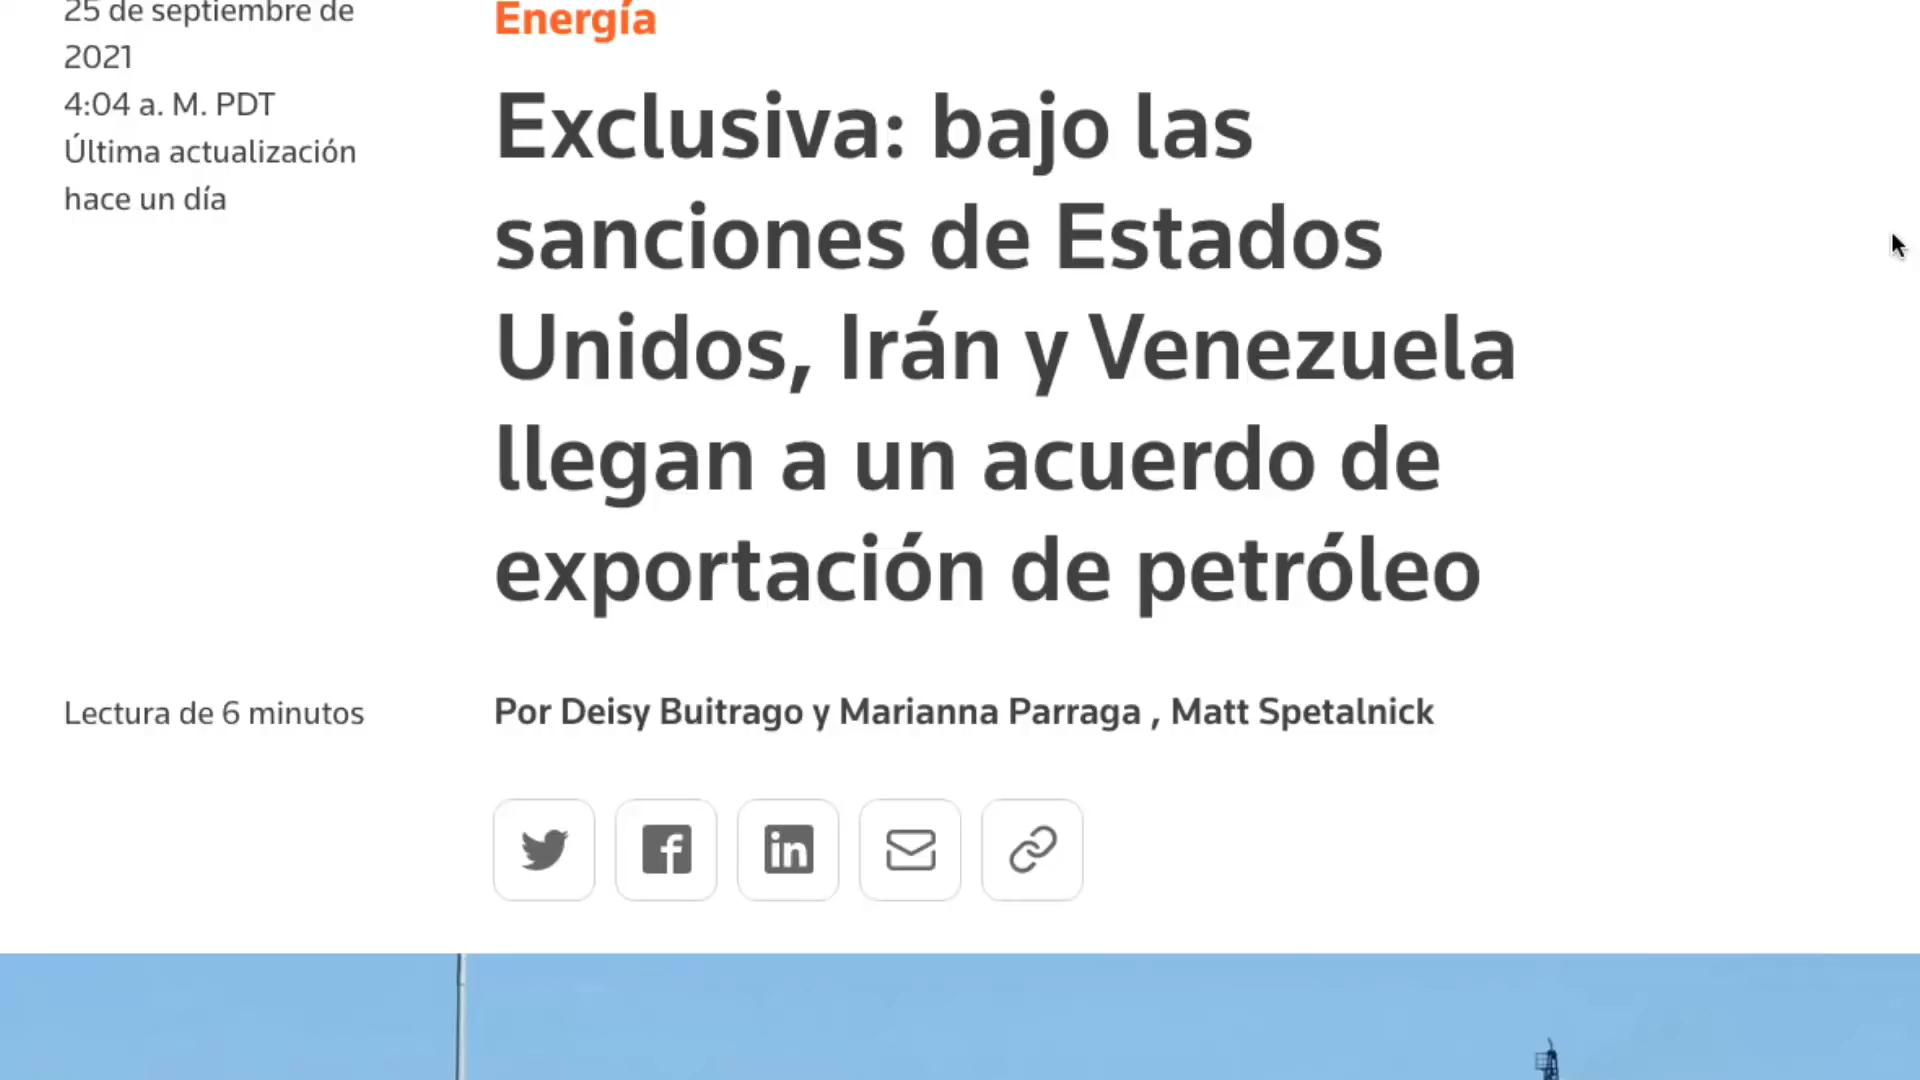 25 de septiembre de
2021
4:04 a. M. PDT
Última actualización
hace un día
Energía
Exclusiva: bajo las
sanciones de Estados
Unidos, Irán y Venezuela
llegan a un acuerdo de
exportación de petróleo
Lectura de 6 minutos
Por Deisy Buitrago y Marianna Parraga , Matt Spetalnick